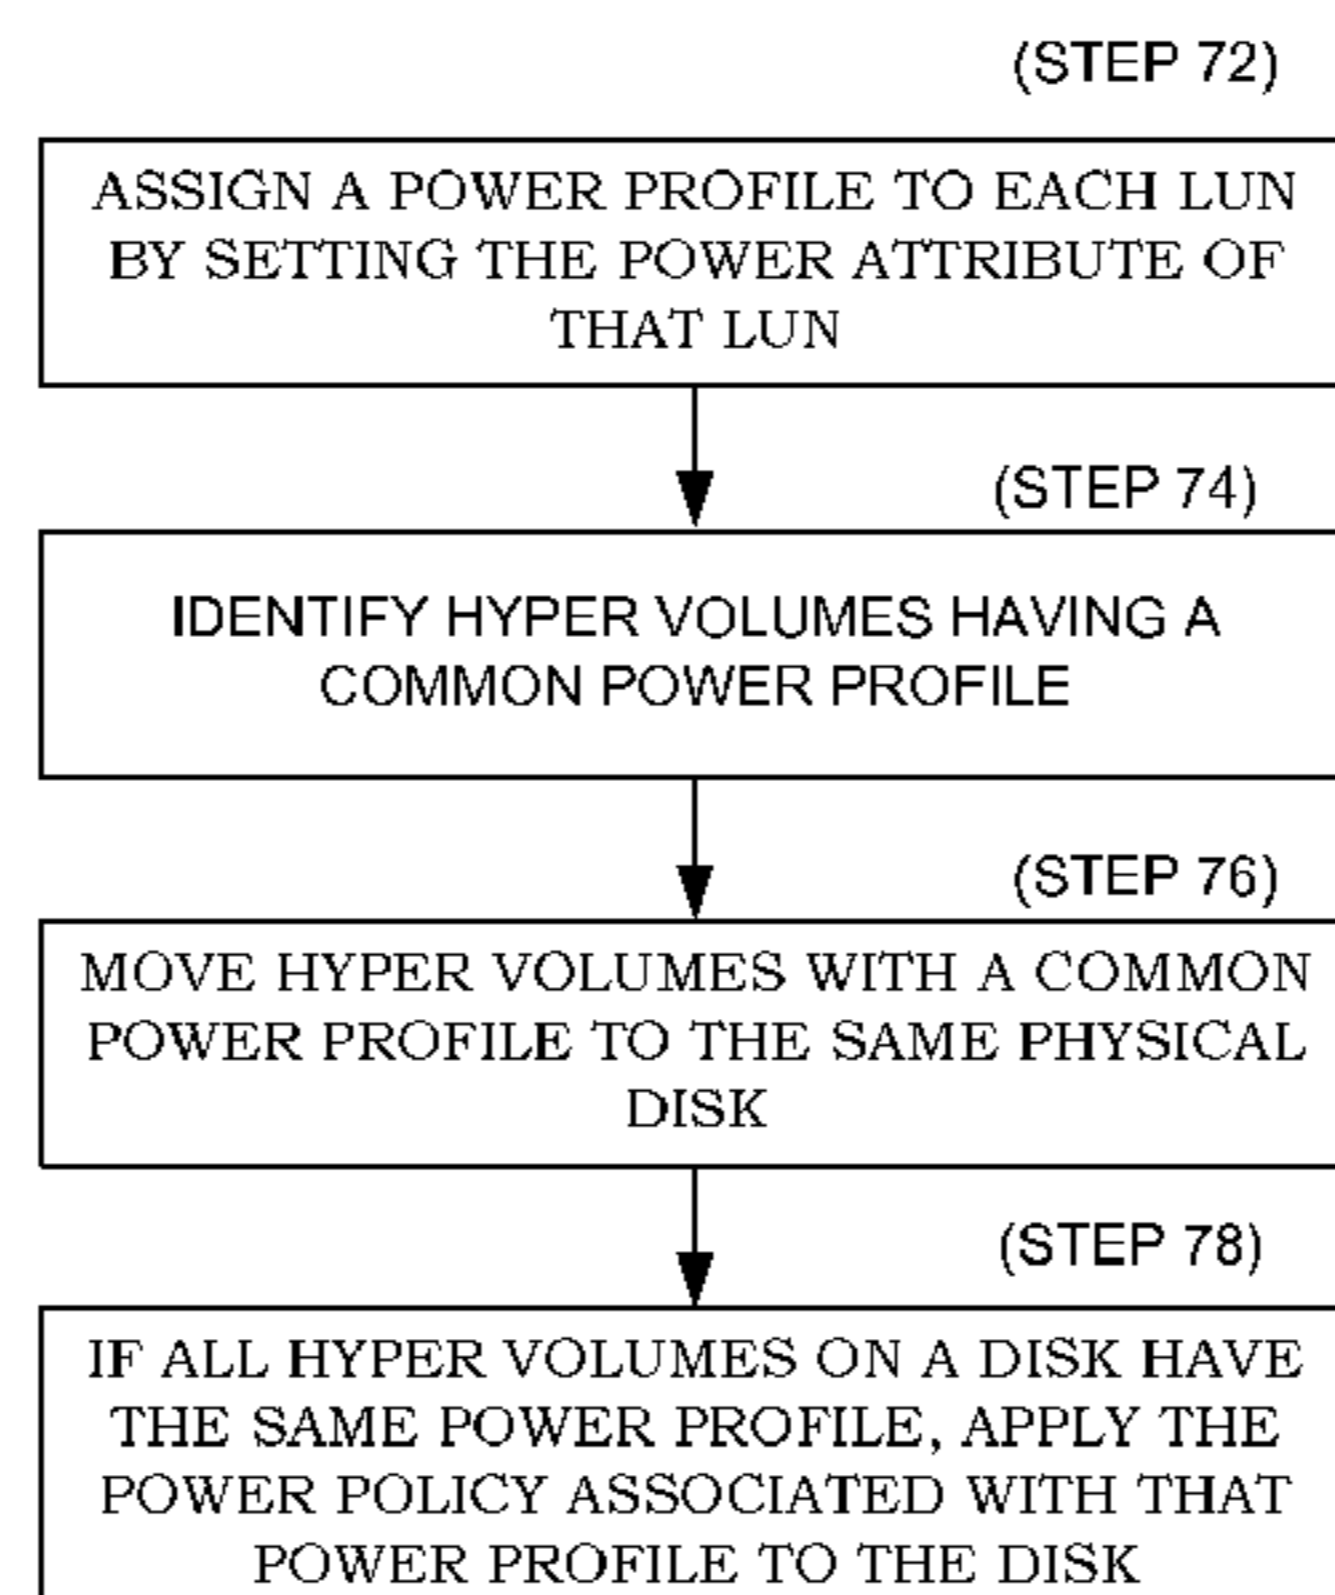 (STEP 72)
ASSIGN A POWER PROFILE TO EACH LUN
BY SETTING THE POWER ATTRIBUTE OF
THAT LUN
(STEP 74)
IDENTIFY HYPER VOLUMES HAVING A
COMMON POWER PROFILE
(STEP 76)
MOVE HYPER VOLUMES WITH A COMMON
POWER PROFILE TO THE SAME PHYSICAL
DISK
(STEP 78)
IF ALL HYPER VOLUMES ON A DISK HAVE
THE SAME POWER PROFILE, APPLY THE
POWER POLICY ASSOCIATED WITH THAT
POWER PROFILE TO THE DISK